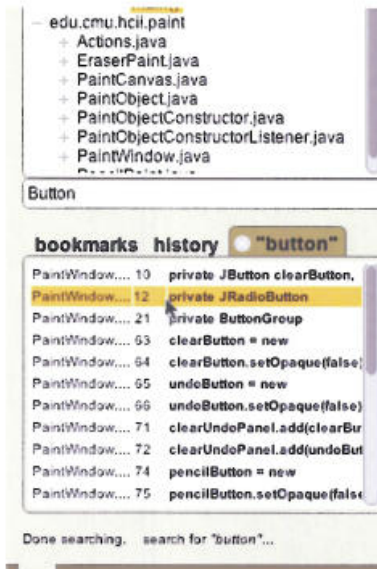 edu.cmu.hcii.paint
Actions.java
EraserPaint.java
PaintCanvas.java
PaintObject.java
PaintObjectConstructor.java
PaintObjectConstructorListener.java
PaintWindow.java
Button
bookmarks history "button"
PaintWindow.... 10 private JButton clearButton,
PaintWindow.... 12 private JRadioButton
PaintWindow.... 21 private ButtonGroup
PaintWindow.... 63 clearButton = new
PaintWindow.... 64 clearButton.setOpaque(false)
PaintWindow.... 65 undoButton = new
PaintWindow.... 66 undoButton.setOpaque(false)
PaintWindow.... 71 clearUndoPanel.add(clearBu
PaintWindow.... 72 clearUndoPanel.add(undoBut
PaintWindow.... 74 pencilButton = new
PaintWindow.... 75 pencilButton.setOpaque(false
Done searching. search for "button"...